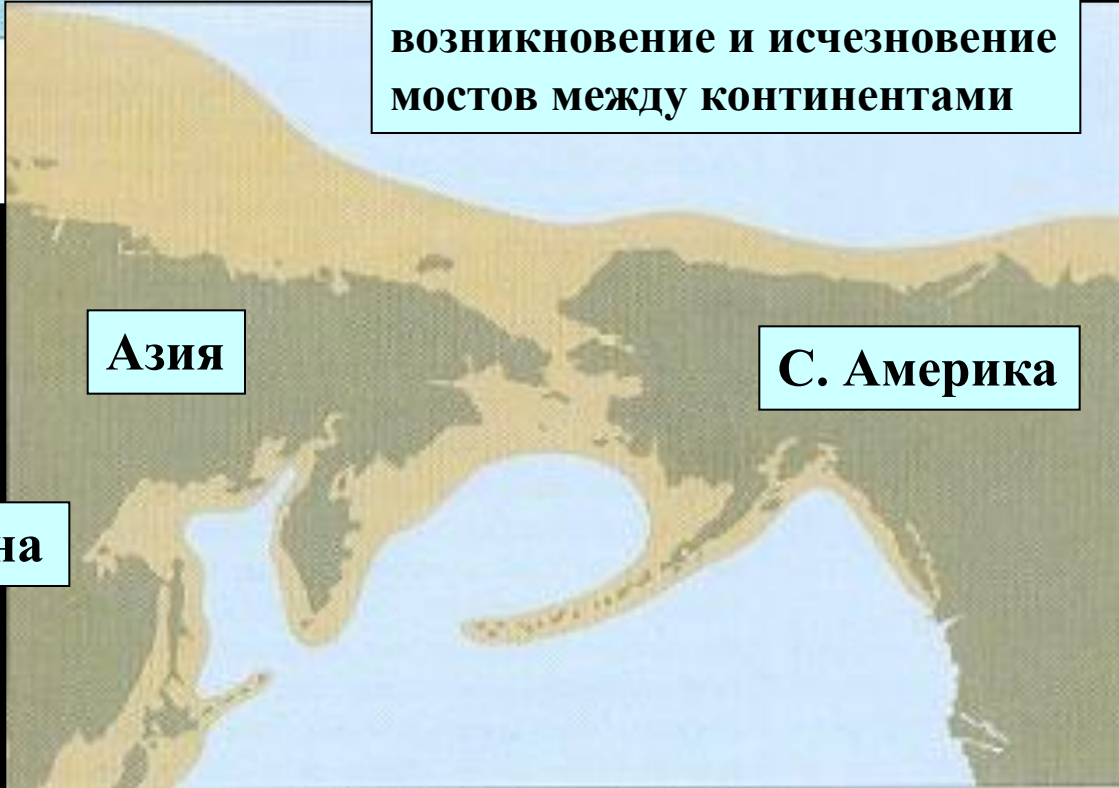 возникновение и исчезновение
мостов между континентами
Азия
С. Америка
на